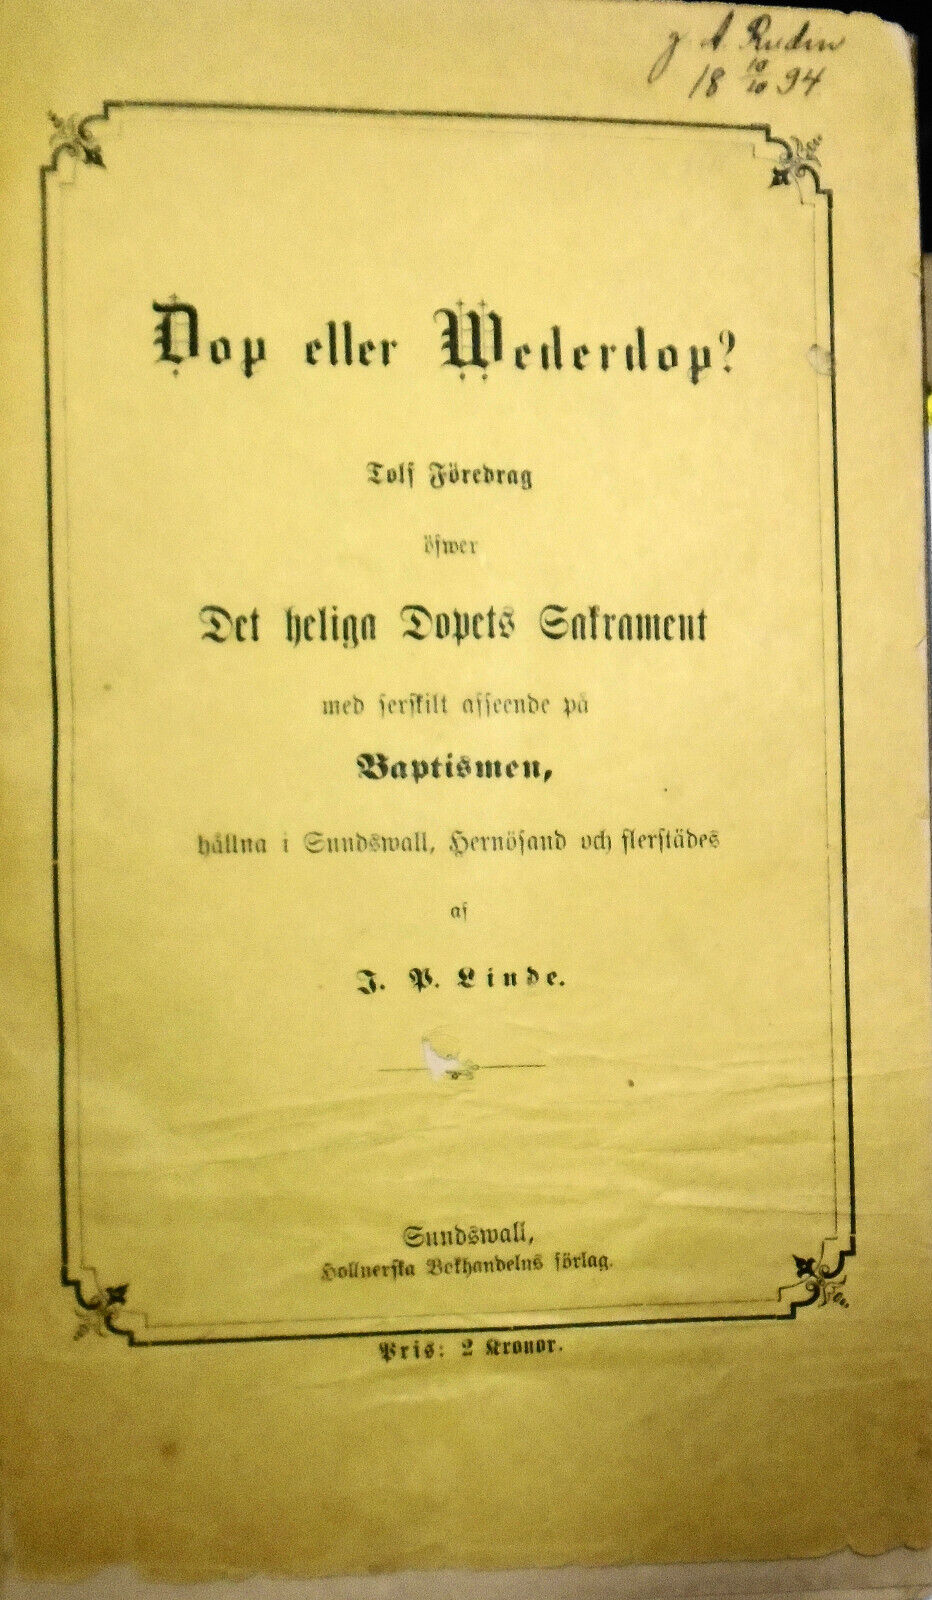 A Rudin
18 10/10 94
Dop eller Wederdop?
Tolf Föredrag
öfwer
Det heliga Dopets Sakrament
med serskilt afseende på
Baptismen,
hållna i Sundswall, Hernösand och flerstädes
af
J. P. Linde.
Sundswall,
Hollnerska Bokhandelns förlag.
Pris: 2 Kronor.